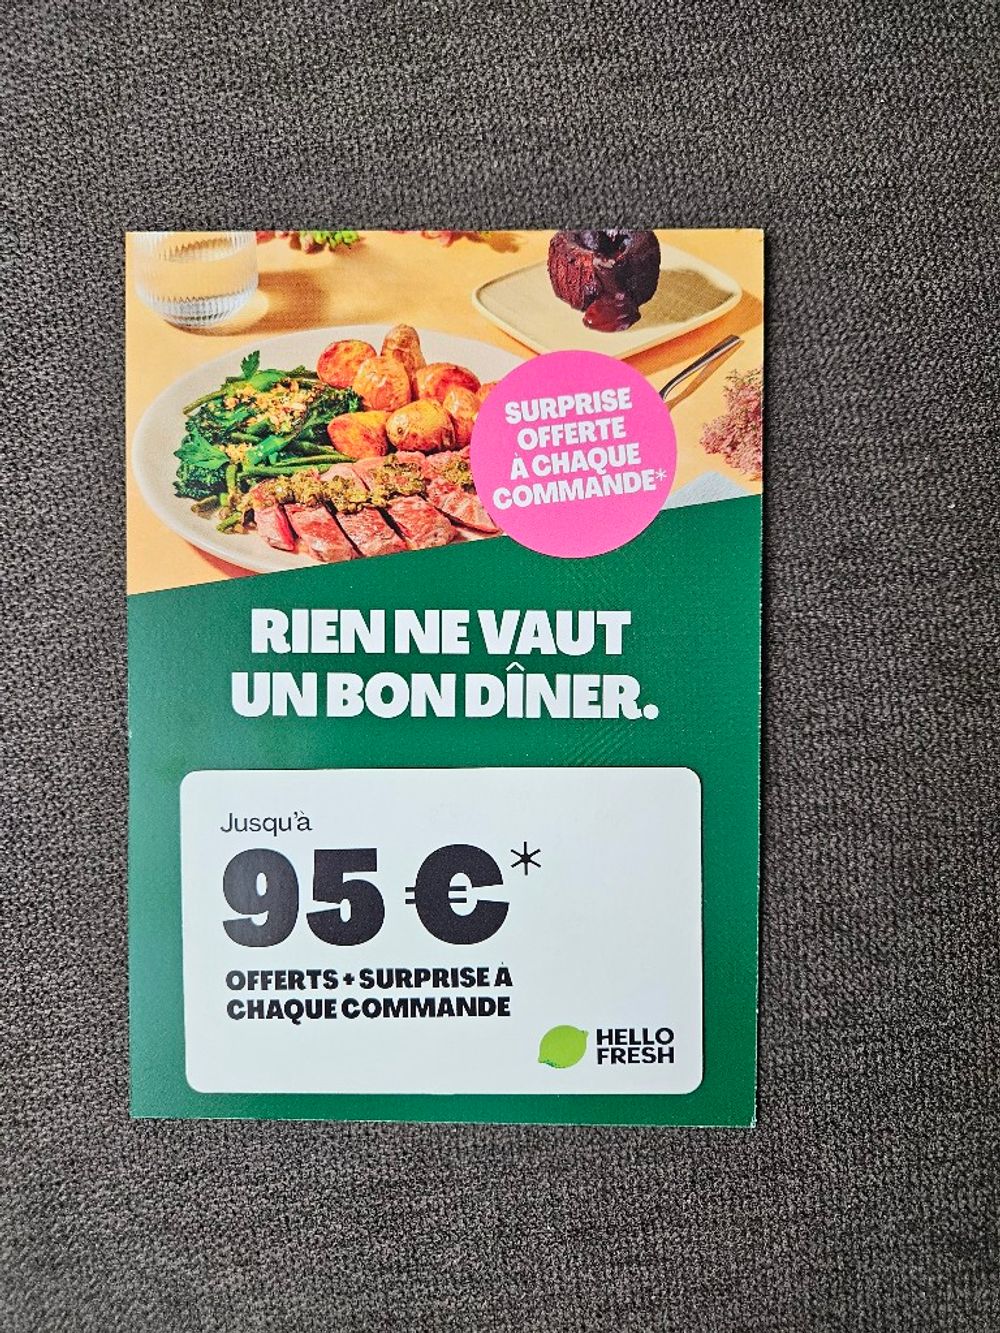 SURPRISE
OFFERTE
À CHAQUE
COMMANDE*
RIEN NE VAUT
UN BON DÎNER.
Jusqu'à
95 €*
OFFERTS + SURPRISE À
CHAQUE COMMANDE
HELLO
FRESH